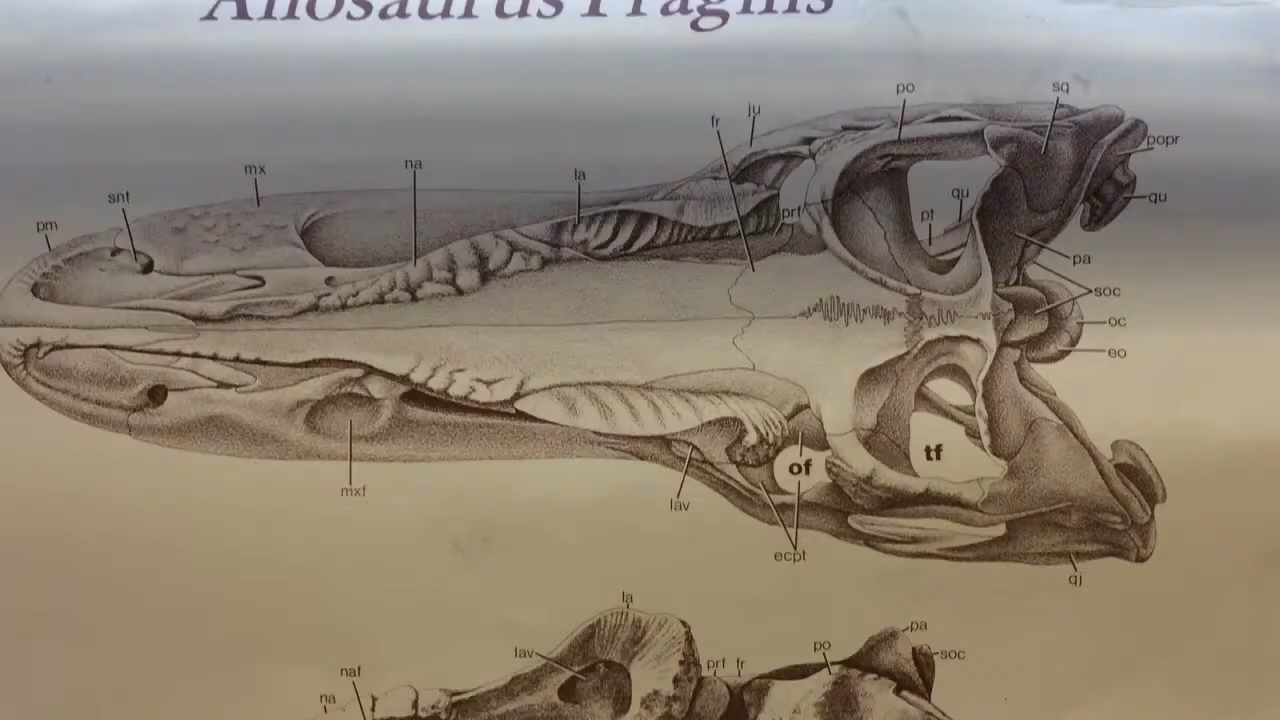 Allosaurus Fragilis
po
sq
ju
fr
popr
mx
na
la
snt
qu
qu
prf
pt
pm
pa
soc
oc
eo
of
tf
mxf
lav
ecpt
qj
la
pa
lav
po
soc
prf
fr
naf
na